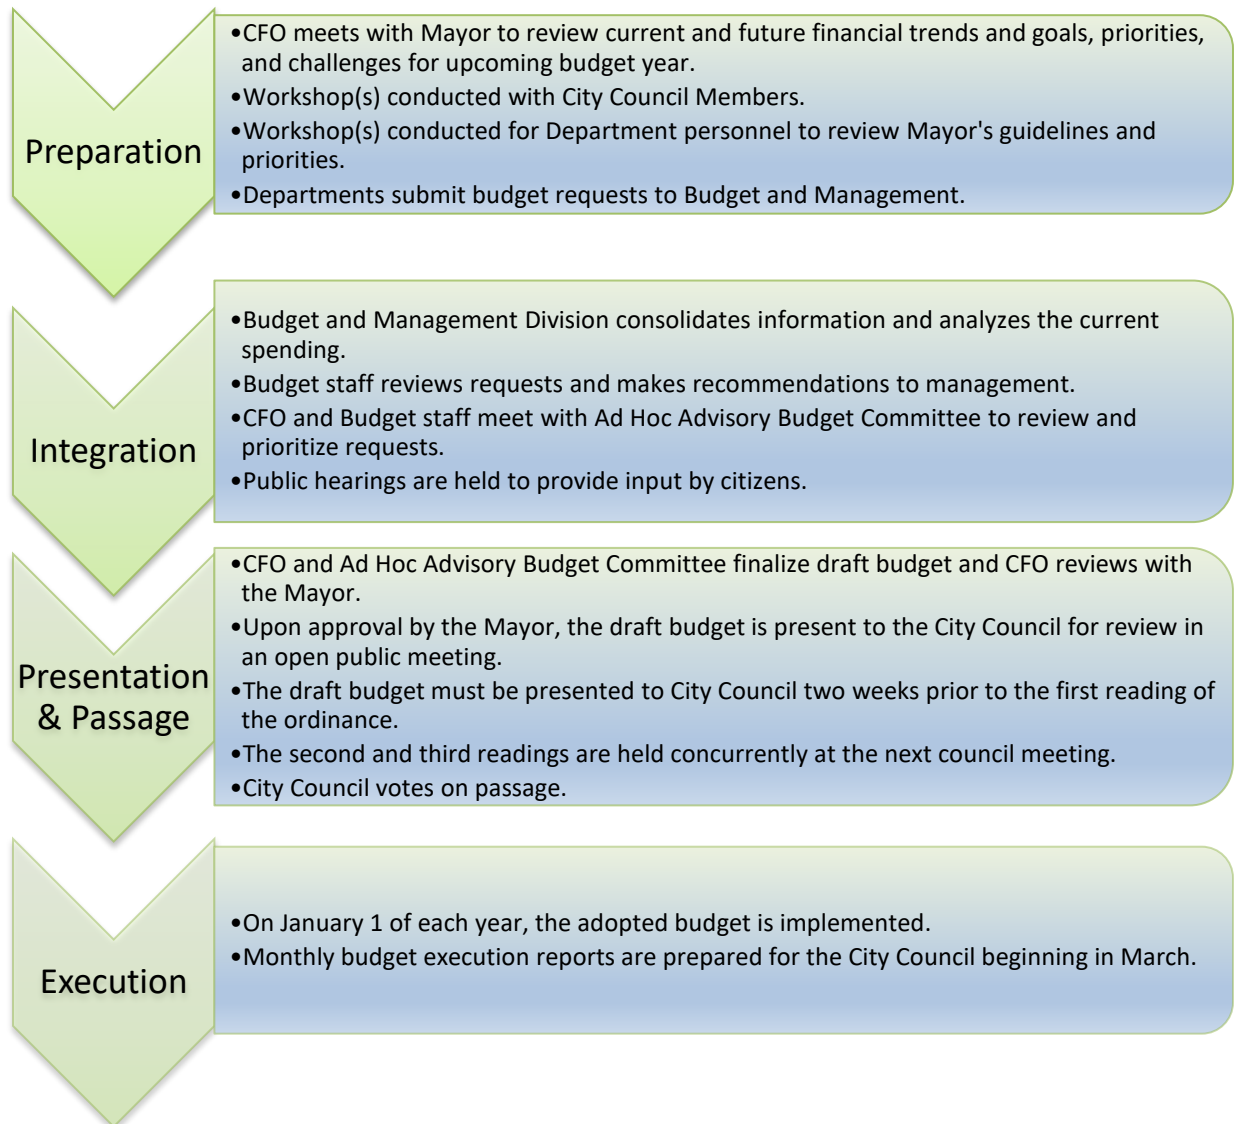 Preparation
•CFO meets with Mayor to review current and future financial trends and goals, priorities,
and challenges for upcoming budget year.
•Workshop(s) conducted with City Council Members.
•Workshop(s) conducted for Department personnel to review Mayor's guidelines and
priorities.
•Departments submit budget requests to Budget and Management.
Integration
•Budget and Management Division consolidates information and analyzes the current
spending.
•Budget staff reviews requests and makes recommendations to management.
•CFO and Budget staff meet with Ad Hoc Advisory Budget Committee to review and
prioritize requests.
•Public hearings are held to provide input by citizens.
Presentation
& Passage
•CFO and Ad Hoc Advisory Budget Committee finalize draft budget and CFO reviews with
the Mayor.
•Upon approval by the Mayor, the draft budget is present to the City Council for review in
an open public meeting.
•The draft budget must be presented to City Council two weeks prior to the first reading of
the ordinance.
•The second and third readings are held concurrently at the next council meeting.
•City Council votes on passage.
Execution
•On January 1 of each year, the adopted budget is implemented.
•Monthly budget execution reports are prepared for the City Council beginning in March.